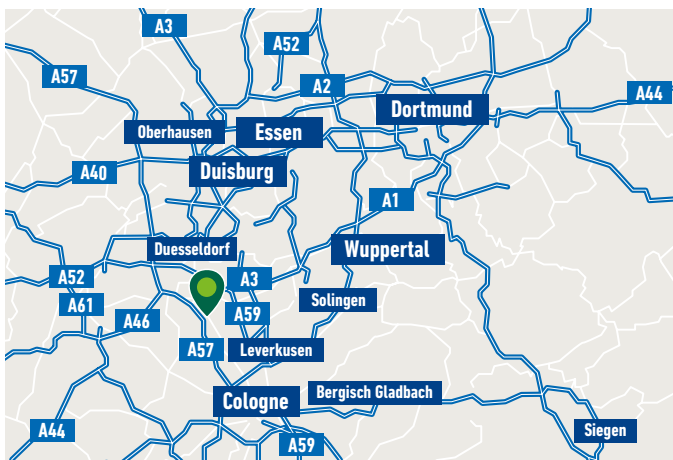 A3
A52
A57
A2
A44
Dortmund
Oberhausen
Essen
A40
Duisburg
A1
Duesseldorf
Wuppertal
A52
A3
A61
Solingen
A59
A46
A57
Leverkusen
Bergisch Gladbach
Cologne
A44
Siegen
A59